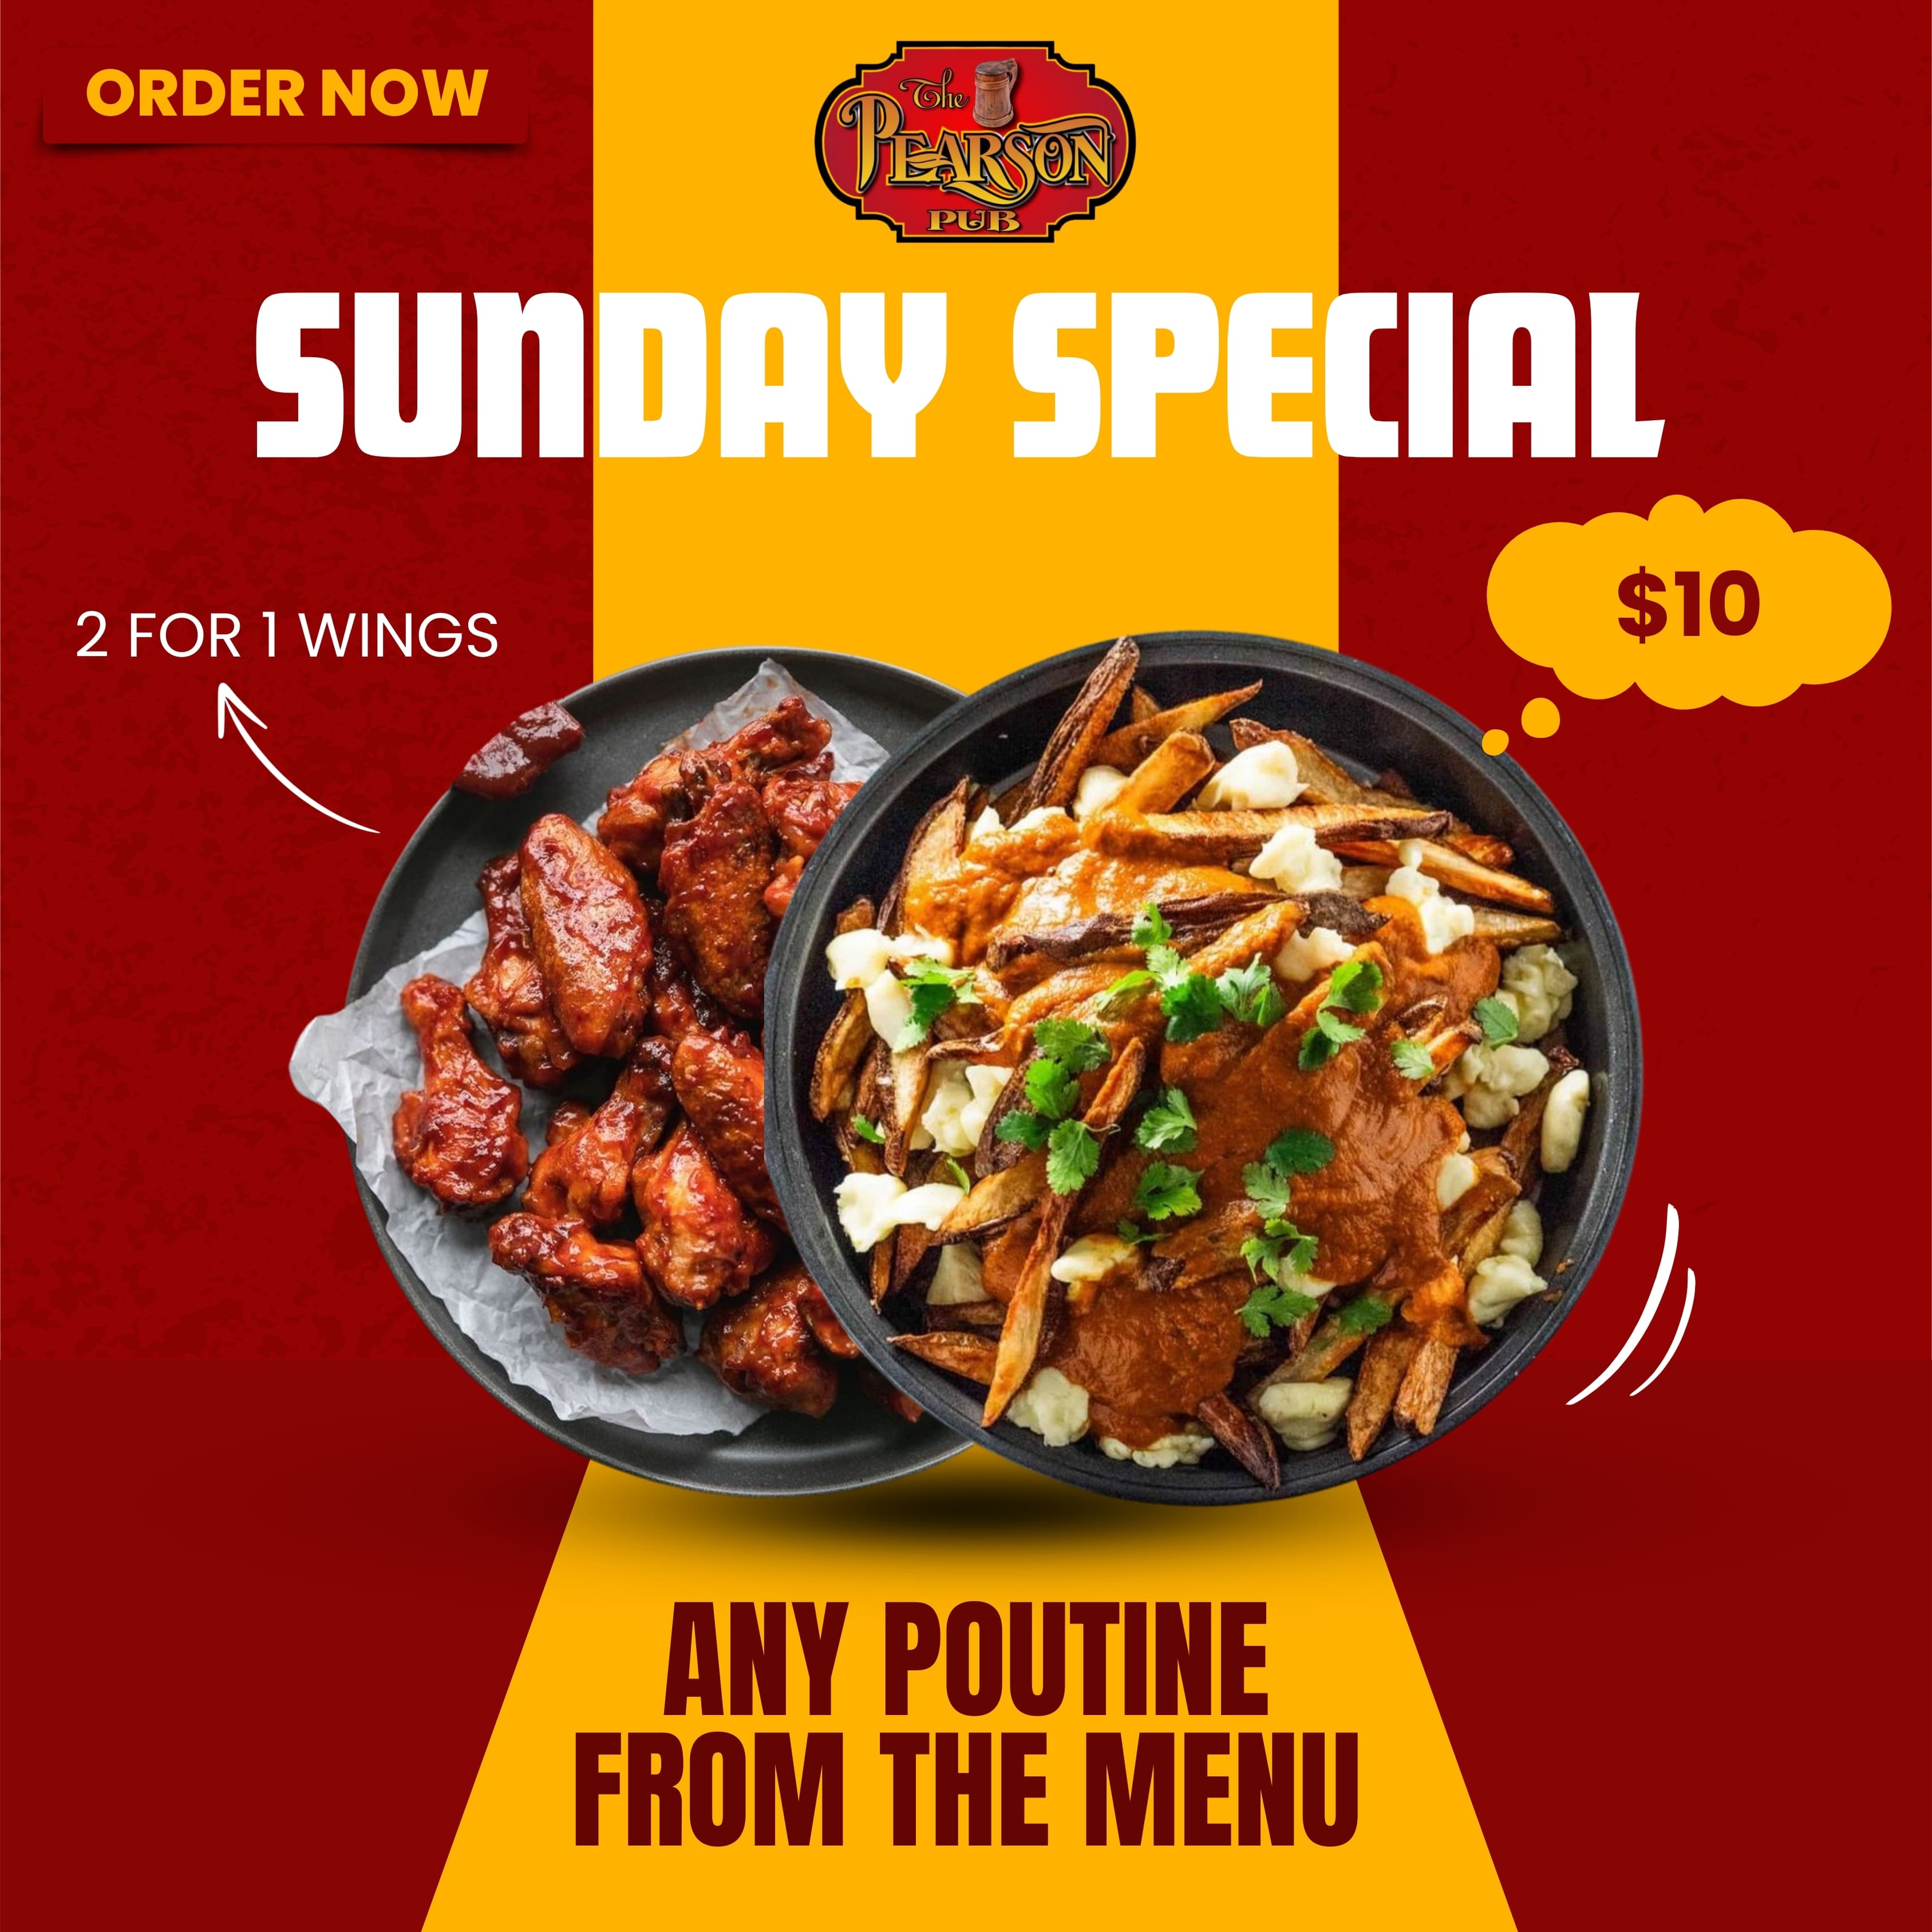 ORDER NOW
The
PEARSON
PUB
SUNDAY SPECIAL
$10
2 FOR 1 WINGS
ANY POUTINE
FROM THE MENU